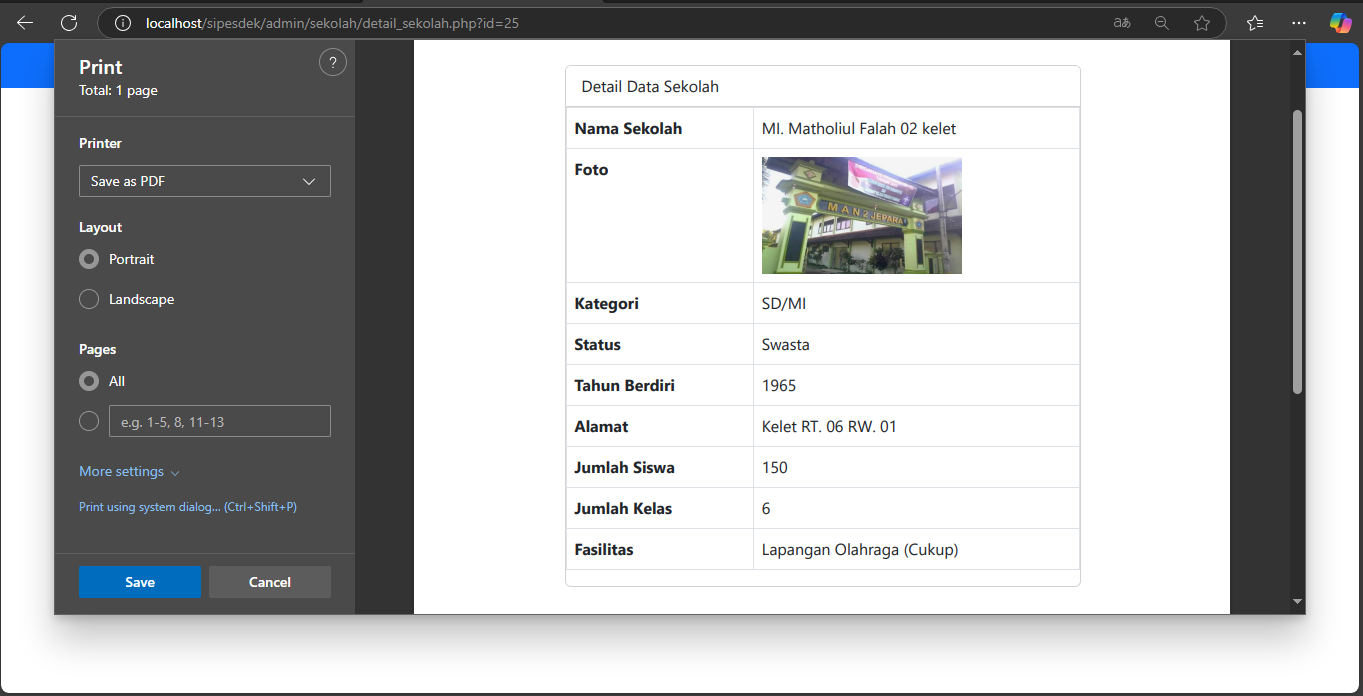 localhost/sipesdek/admin/sekolah/detail_sekolah.php?id=25
Print
Total: 1 page
?
Printer
Save as PDF
Layout
Portrait
Landscape
Pages
All
e.g. 1-5, 8, 11-13
More settings
Print using system dialog... (Ctrl+Shift+P)
Save
Cancel
Detail Data Sekolah
Nama Sekolah MI. Matholiul Falah 02 kelet
Foto
MAN 2 JEPARA
Kategori SD/MI
Status Swasta
Tahun Berdiri 1965
Alamat Kelet RT. 06 RW. 01
Jumlah Siswa 150
Jumlah Kelas 6
Fasilitas Lapangan Olahraga (Cukup)